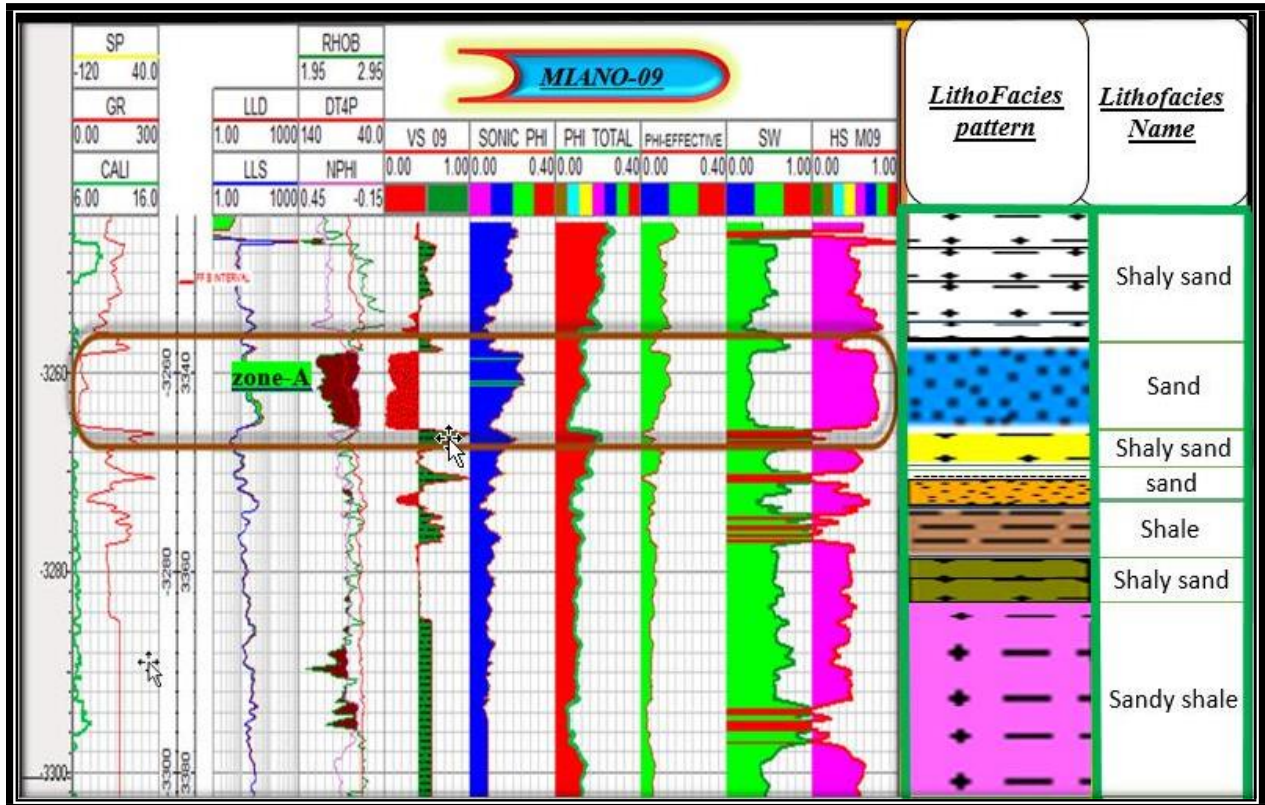 SP
-120 40.0
GR
0.00 300
CALI
6.00 16.0
LLD
1.00 1000
LLS
1.00 1000
RHOB
1.95 2.95
DT4P
140 40.0
NPHI
0.45 -0.15
MIANO-09
VS 09
0.00 1.00
SONIC PHI
0.00 0.40
PHI TOTAL
0.00 0.40
PHI-EFFECTIVE
0.00 0.40
SW
0.00 1.00
HS M09
0.00 1.00
LithoFacies
pattern
Lithofacies
Name
INTERVAL
zone-A
-3260
-3280
-3300
-3260
-3280
-3300
3340
3360
3380
Shaly sand
Sand
Shaly sand
sand
Shale
Shaly sand
Sandy shale